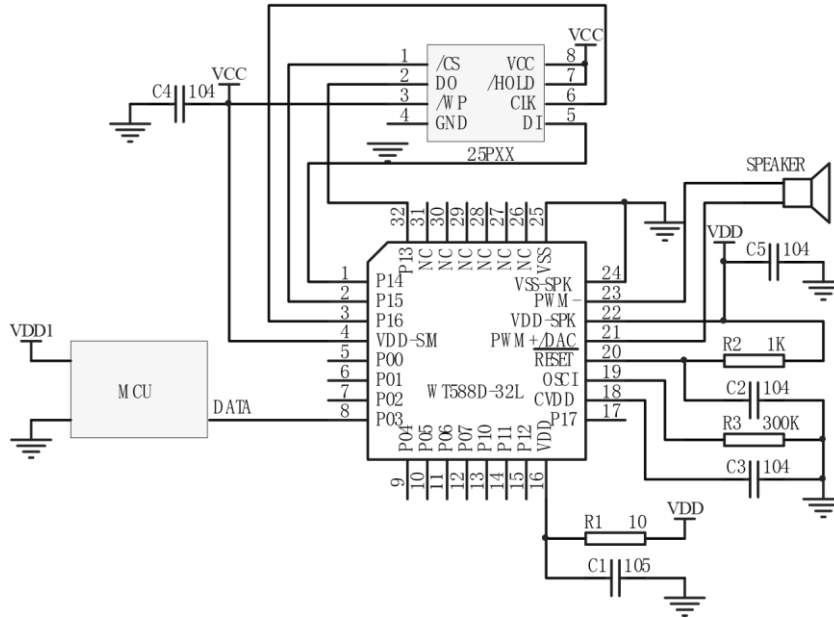 1 /CS VCC 8 VCC
2 DO /HOLD 7
3 /WP CLK 6
4 GND DI 5
25PXX
VCC
C4 104
SPEAKER
32 31 30 29 28 27 26 25
P13 NC NC NC NC NC NC VSS
VDD
C5 104
1 P14 VSS-SPK 24
2 P15 PWM- 23
3 P16 VDD-SPK 22
4 VDD-SIM PWM+/DAC 21
5 P00 RESET 20
6 P01 OSCI 19
7 P02 CVDD 18
8 P03 P17 17
WT588D-32L
VDD1
MCU
DATA
R2 1K
C2 104
R3 300K
C3 104
P04 P05 P06 P07 P10 P11 P12 VDD
9 10 11 12 13 14 15 16
R1 10 VDD
C1 105